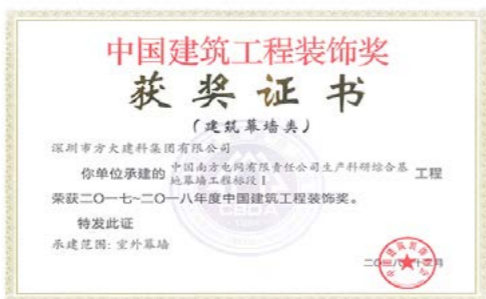 中国建筑工程装饰奖
获奖证书
(建筑幕墙类)
深圳市方大建科集团有限公司
你单位承建的 中国南方电网有限责任公司生产科研综合基地幕墙工程标段 I 工程
荣获二〇一七~二〇一八年度中国建筑工程装饰奖。
特发此证
承建范围: 室外幕墙